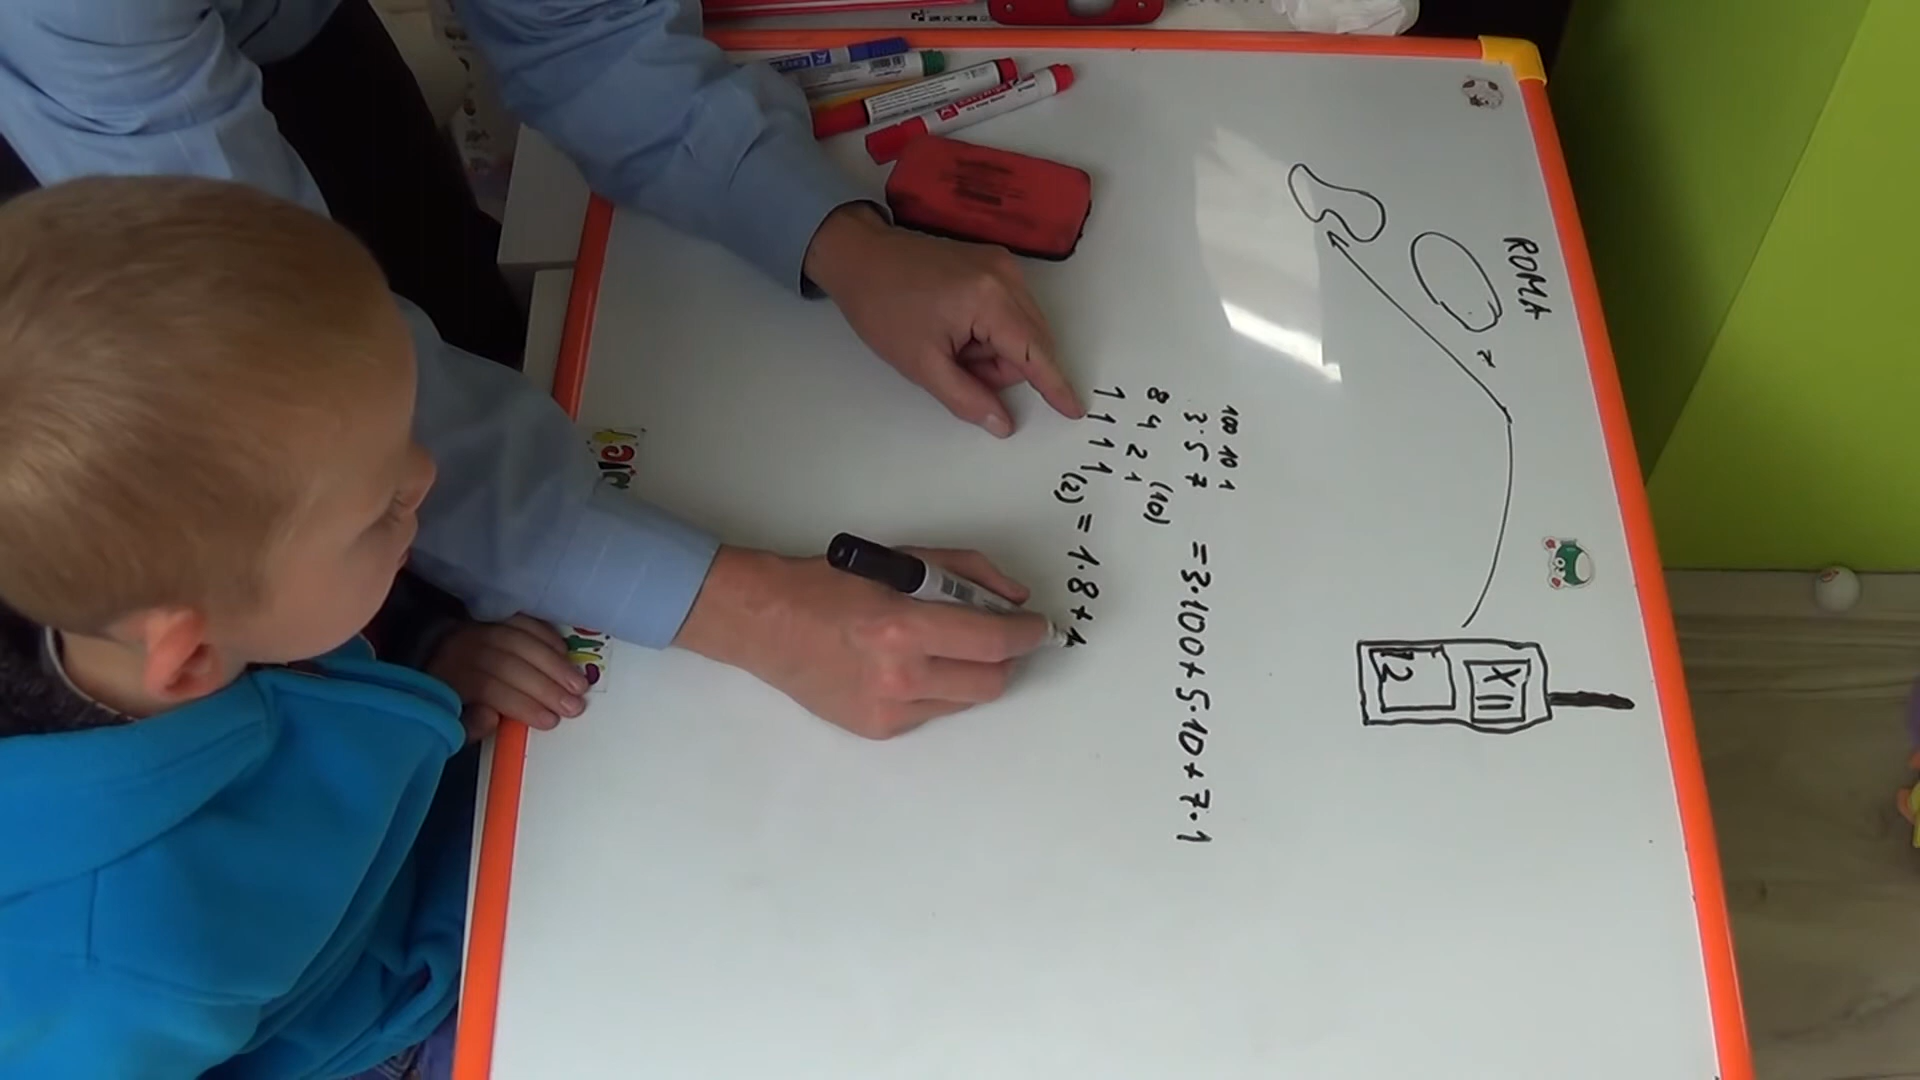 ROMA
XII
12
100 10 1
3·5 7 (10) = 3·100 + 5·10 + 7·1
8 4 2 1
1 1 1 1 (2) = 1·8 + 1